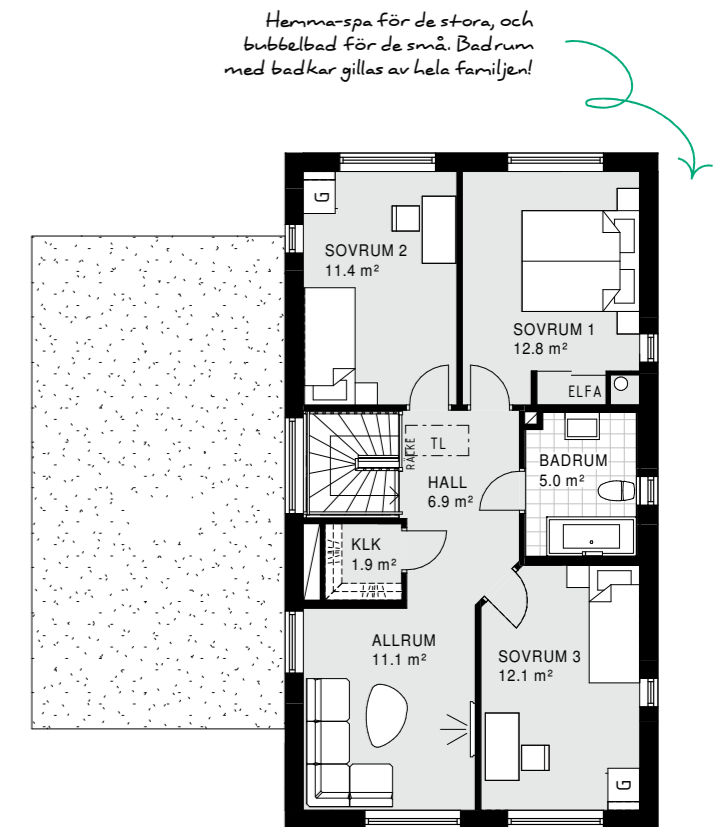 Hemma-spa för de stora, och
bubbelbad för de små. Badrum
med badkar gillas av hela familjen!
G
SOVRUM 2
11.4 m²
SOVRUM 1
12.8 m²
ELFA
TL
RÄCKE
HALL
6.9 m²
BADRUM
5.0 m²
KLK
1.9 m²
ALLRUM
11.1 m²
SOVRUM 3
12.1 m²
G